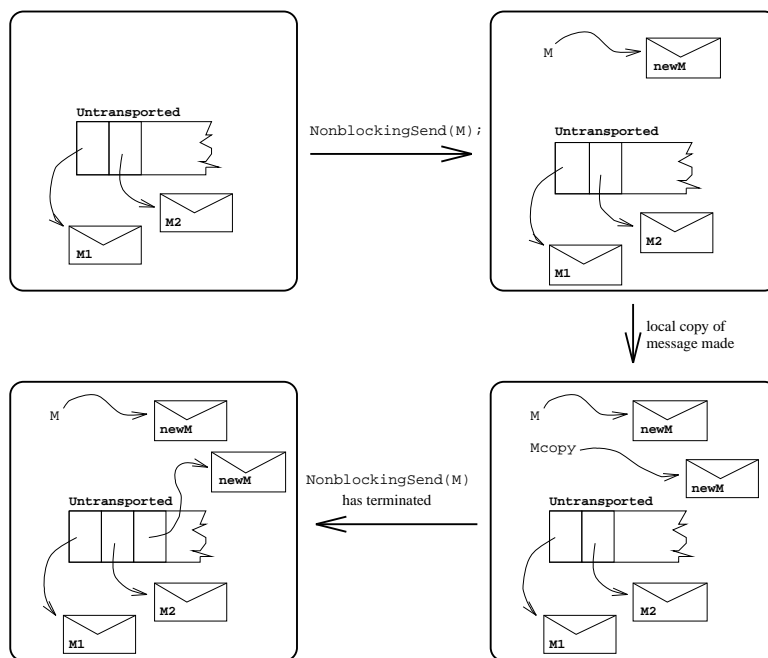 Untransported
M2
M1
NonblockingSend(M);
M
newM
Untransported
M2
M1
local copy of
message made
M
newM
Mcopy
newM
Untransported
M2
M1
NonblockingSend(M)
has terminated
M
newM
newM
Untransported
M2
M1